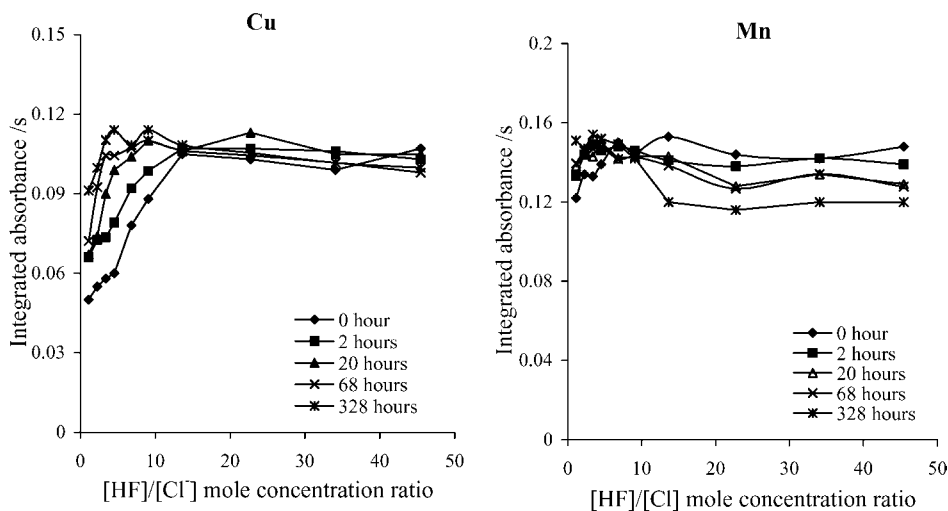 Cu
0.15
0.12
0.09
0.06
0.03
0
Integrated absorbance /s
0 hour
2 hours
20 hours
68 hours
328 hours
0 10 20 30 40 50
[HF]/[Cl⁻] mole concentration ratio
Mn
0.2
0.16
0.12
0.08
0.04
0
Integrated absorbance /s
0 hour
2 hours
20 hours
68 hours
328 hours
0 10 20 30 40 50
[HF]/[Cl] mole concentration ratio